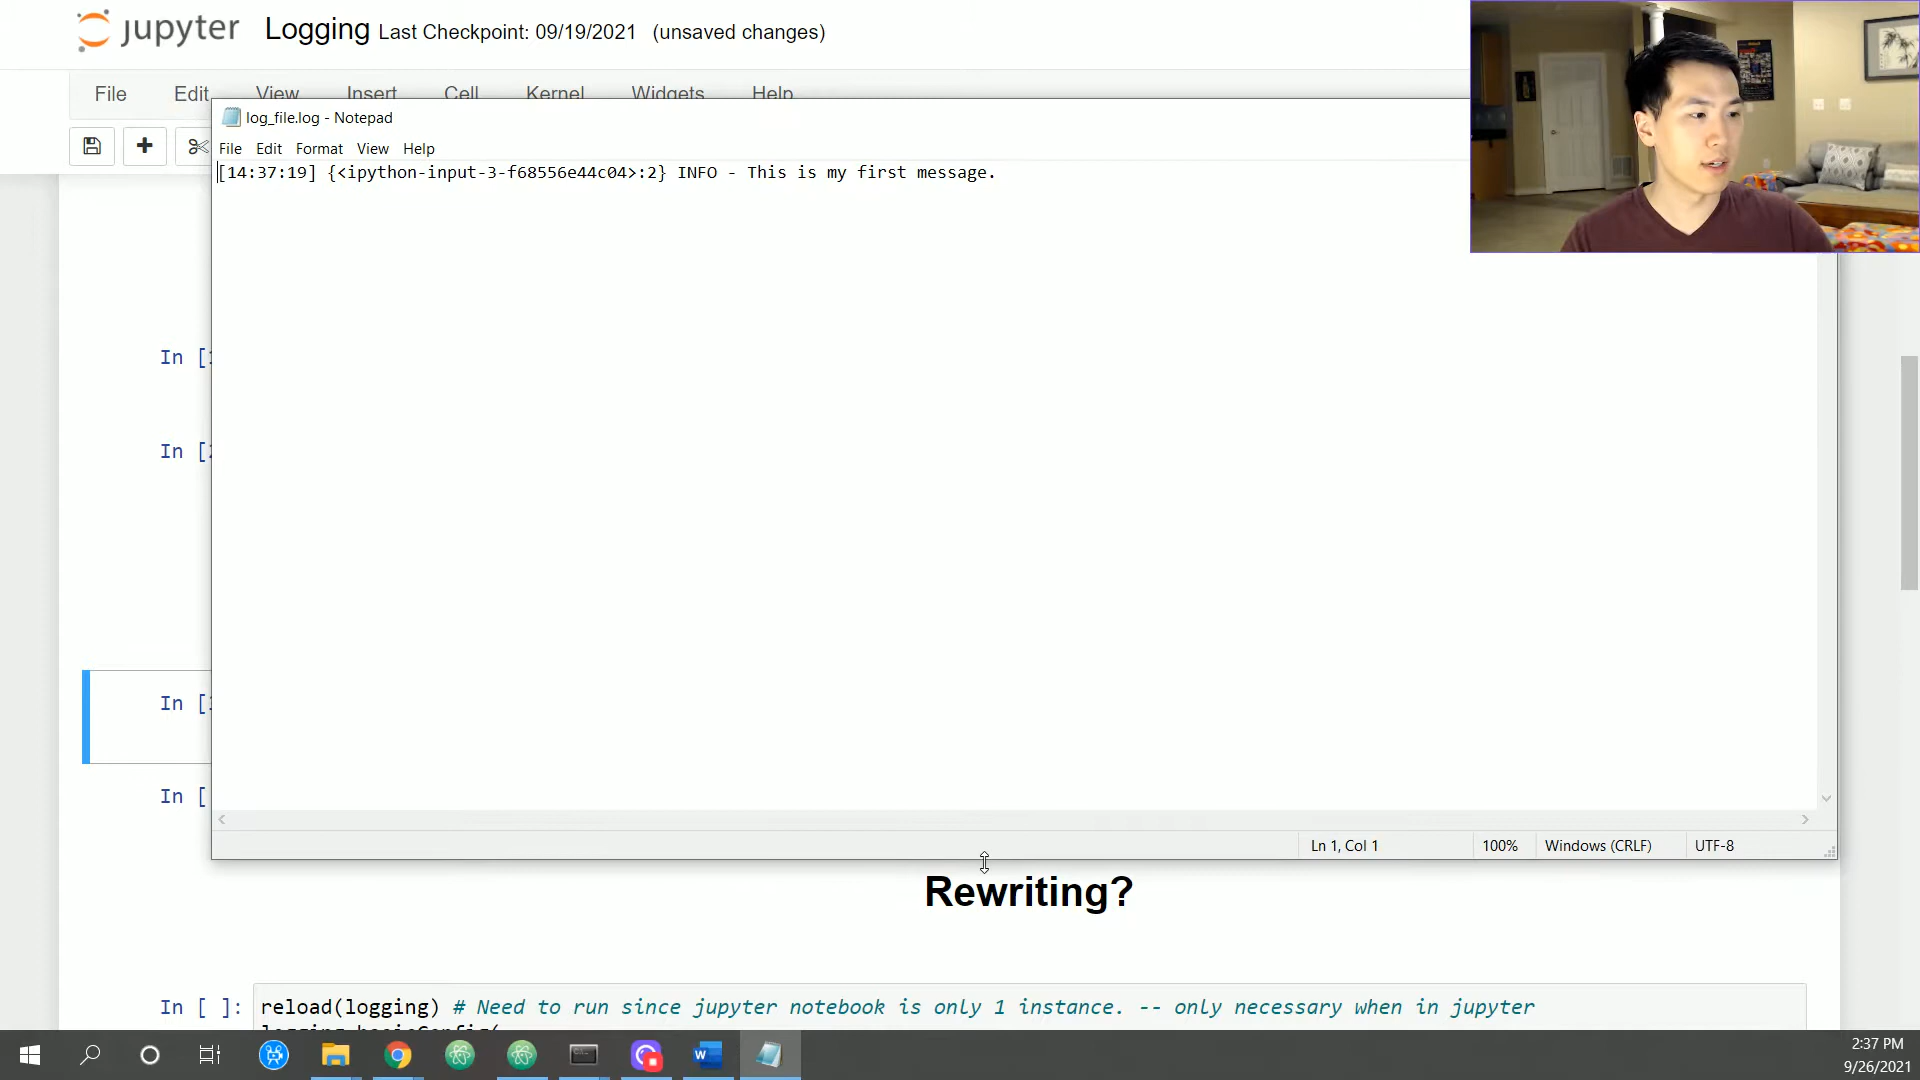 jupyter Logging Last Checkpoint: 09/19/2021 (unsaved changes)
File Edit View Insert Cell Kernel Widgets Help
log_file.log - Notepad
File Edit Format View Help
[14:37:19] {<ipython-input-3-f68556e44c04>:2} INFO - This is my first message.
In [
In [
In [
In [
Ln 1, Col 1 100% Windows (CRLF) UTF-8
Rewriting?
In [ ]: reload(logging) # Need to run since jupyter notebook is only 1 instance. -- only necessary when in jupyter
logging.basicConfig(
2:37 PM
9/26/2021